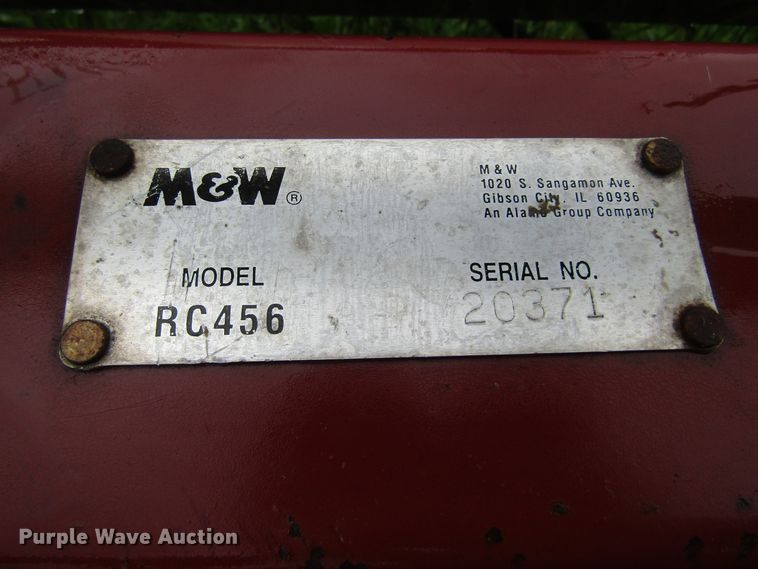 M&W®
M & W
1020 S. Sangamon Ave.
Gibson City, IL 60936
An Alamo Group Company
MODEL
RC456
SERIAL NO.
20371
Purple Wave Auction